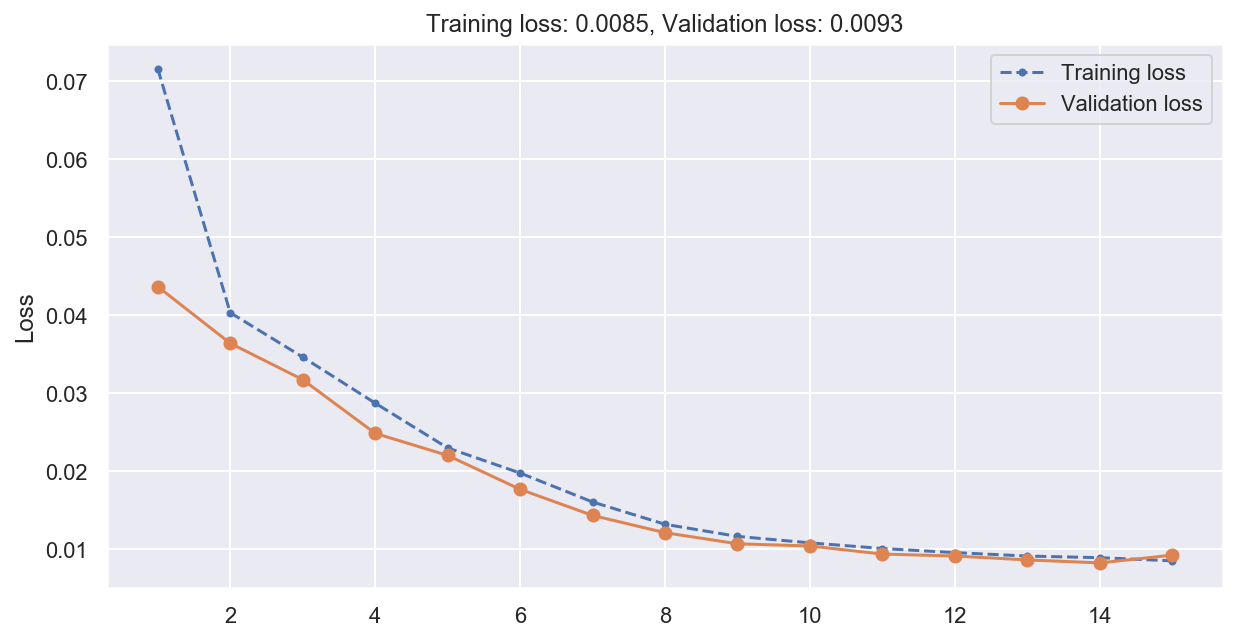 Training loss: 0.0085, Validation loss: 0.0093
Training loss
Validation loss
Loss
0.07
0.06
0.05
0.04
0.03
0.02
0.01
2 4 6 8 10 12 14